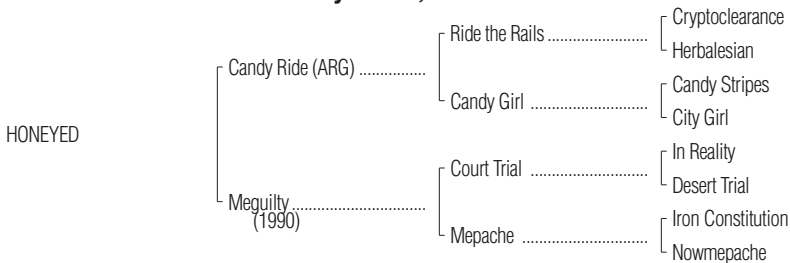 Cryptoclearance
Ride the Rails
Herbalesian
Candy Ride (ARG)
Candy Stripes
Candy Girl
City Girl
HONEYED
In Reality
Court Trial
Desert Trial
Meguilty
(1990)
Iron Constitution
Mepache
Nowmepache